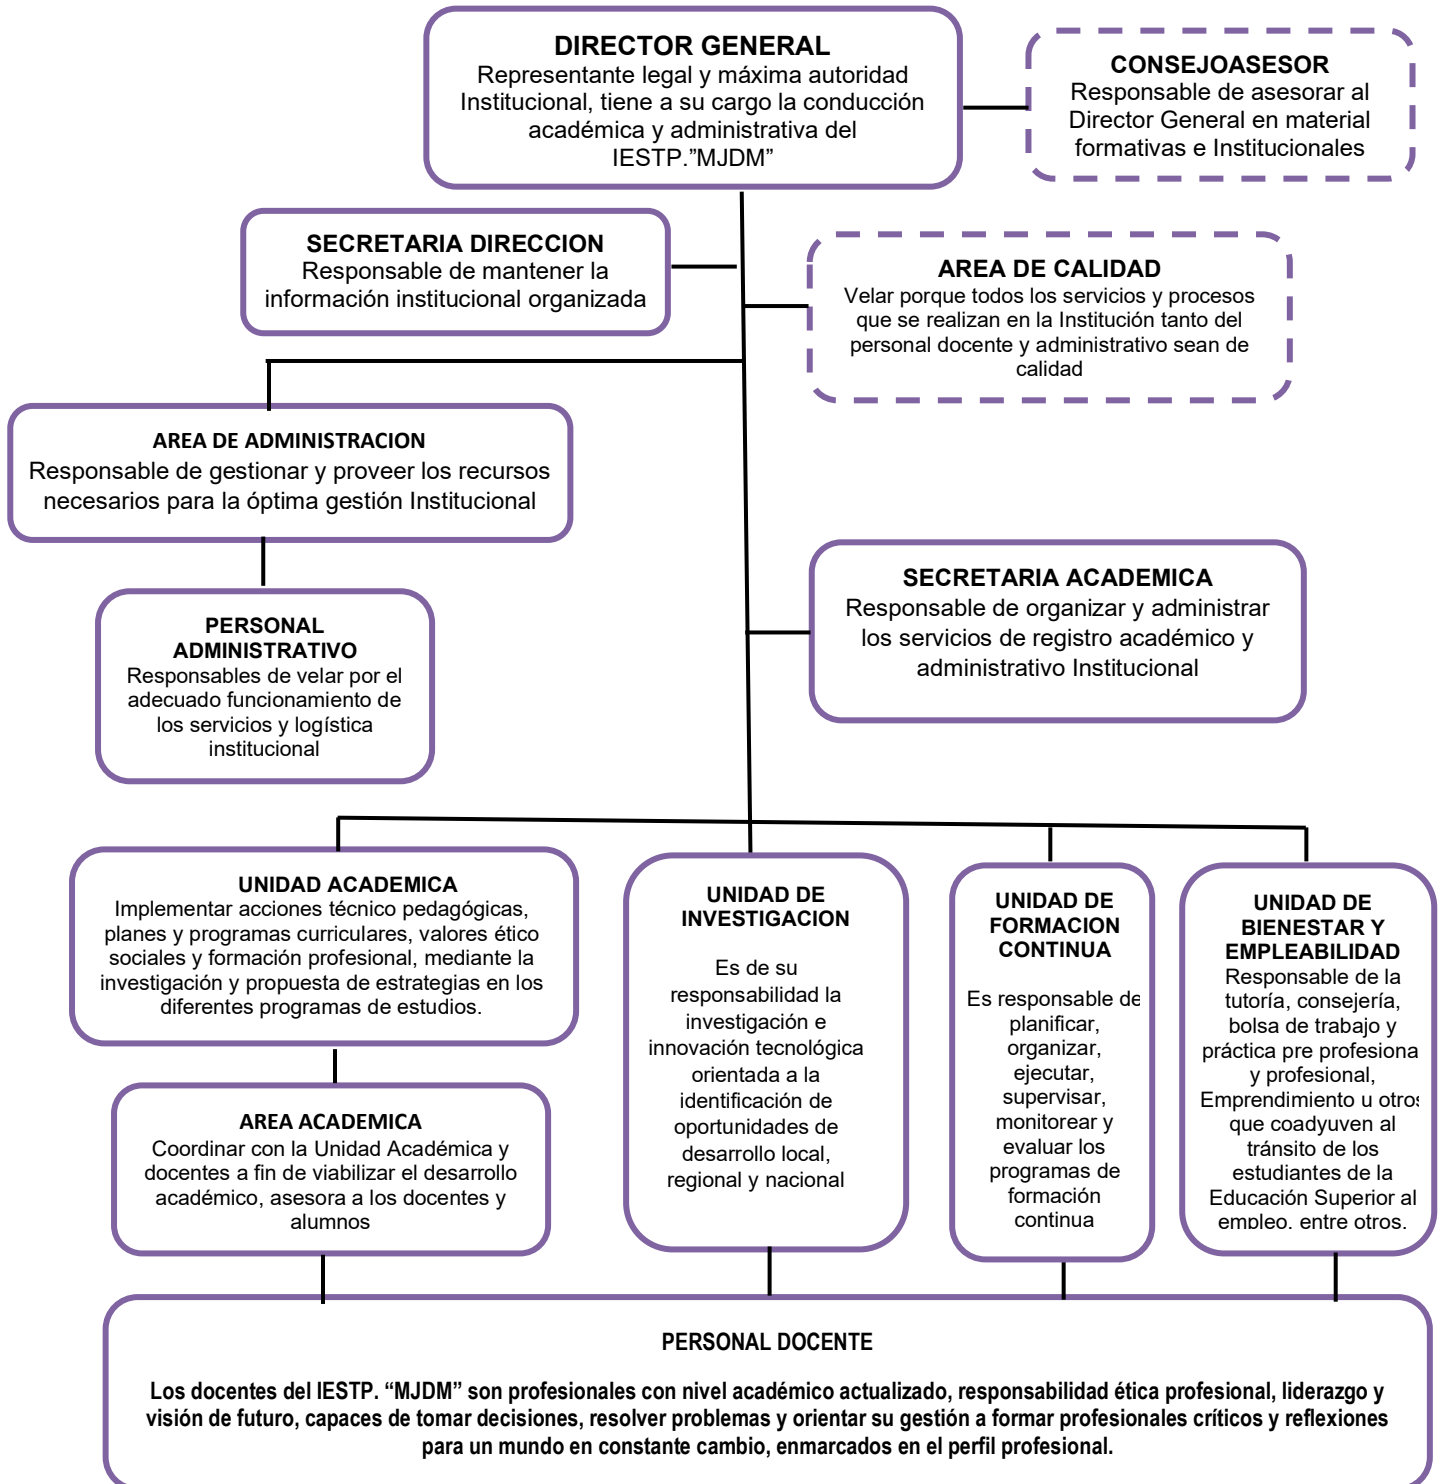 DIRECTOR GENERAL
Representante legal y máxima autoridad
Institucional, tiene a su cargo la conducción
académica y administrativa del
IESTP.”MJDM”
CONSEJOASESOR
Responsable de asesorar al
Director General en material
formativas e Institucionales
SECRETARIA DIRECCION
Responsable de mantener la
información institucional organizada
AREA DE CALIDAD
Velar porque todos los servicios y procesos
que se realizan en la Institución tanto del
personal docente y administrativo sean de
calidad
AREA DE ADMINISTRACION
Responsable de gestionar y proveer los recursos
necesarios para la óptima gestión Institucional
SECRETARIA ACADEMICA
Responsable de organizar y administrar
los servicios de registro académico y
administrativo Institucional
PERSONAL
ADMINISTRATIVO
Responsables de velar por el
adecuado funcionamiento de
los servicios y logística
institucional
UNIDAD ACADEMICA
Implementar acciones técnico pedagógicas,
planes y programas curriculares, valores ético
sociales y formación profesional, mediante la
investigación y propuesta de estrategias en los
diferentes programas de estudios.
AREA ACADEMICA
Coordinar con la Unidad Académica y
docentes a fin de viabilizar el desarrollo
académico, asesora a los docentes y
alumnos
UNIDAD DE
INVESTIGACION
Es de su
responsabilidad la
investigación e
innovación tecnológica
orientada a la
identificación de
oportunidades de
desarrollo local,
regional y nacional
UNIDAD DE
FORMACION
CONTINUA
Es responsable de
planificar,
organizar,
ejecutar,
supervisar,
monitorear y
evaluar los
programas de
formación
continua
UNIDAD DE
BIENESTAR Y
EMPLEABILIDAD
Responsable de la
tutoría, consejería,
bolsa de trabajo y
práctica pre profesiona
y profesional,
Emprendimiento u otros
que coadyuven al
tránsito de los
estudiantes de la
Educación Superior al
empleo, entre otros.
PERSONAL DOCENTE
Los docentes del IESTP. “MJDM” son profesionales con nivel académico actualizado, responsabilidad ética profesional, liderazgo y
visión de futuro, capaces de tomar decisiones, resolver problemas y orientar su gestión a formar profesionales críticos y reflexiones
para un mundo en constante cambio, enmarcados en el perfil profesional.